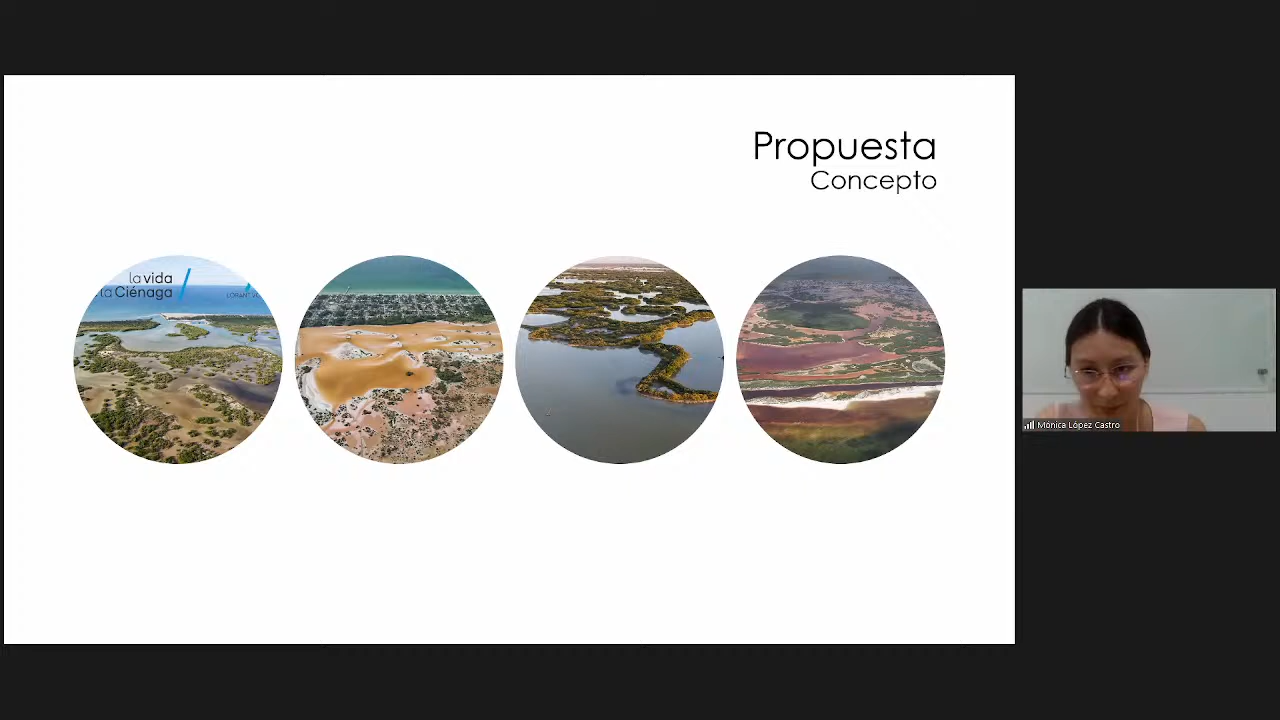 Propuesta
Concepto
la vida
la Ciénaga
Mónica López Castro